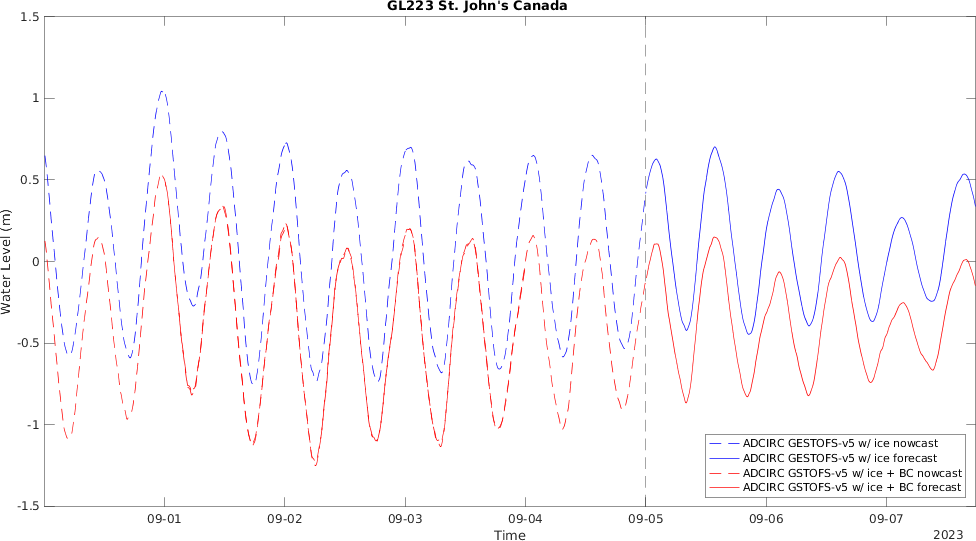 GL223 St. John's Canada
1.5
1
0.5
0
-0.5
-1
-1.5
Water Level (m)
09-01 09-02 09-03 09-04 09-05 09-06 09-07
Time
2023
ADCIRC GESTOFS-v5 w/ ice nowcast
ADCIRC GESTOFS-v5 w/ ice forecast
ADCIRC GSTOFS-v5 w/ ice + BC nowcast
ADCIRC GSTOFS-v5 w/ ice + BC forecast